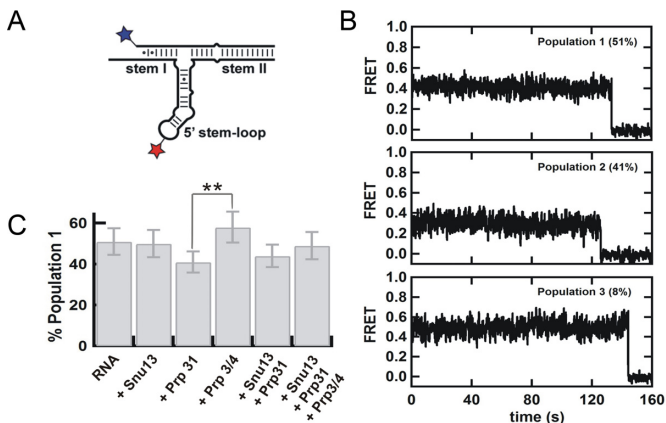 A
stem I
stem II
5' stem-loop
B
FRET
1.0
0.8
0.6
0.4
0.2
0.0
Population 1 (51%)
FRET
1.0
0.8
0.6
0.4
0.2
0.0
Population 2 (41%)
FRET
1.0
0.8
0.6
0.4
0.2
0.0
Population 3 (8%)
0 40 80 120 160
time (s)
C
% Population 1
60
40
20
0
**
RNA
+ Snu13
+ Prp 31
+ Prp 3/4
+ Snu13
+ Prp31
+ Snu13
+ Prp31
+ Prp3/4